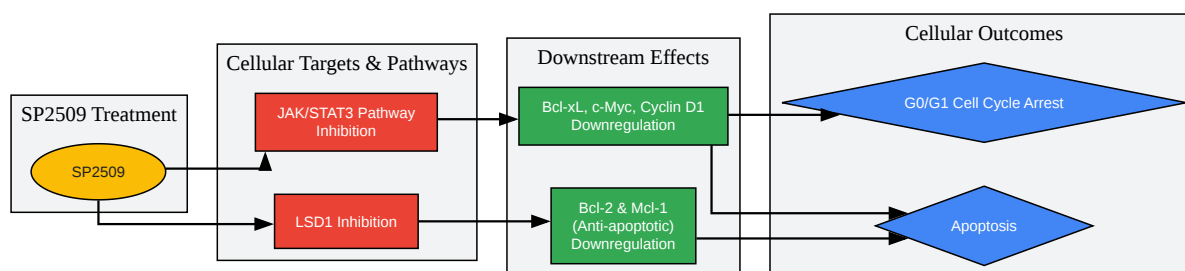 SP2509 Treatment
SP2509
Cellular Targets & Pathways
JAK/STAT3 Pathway
Inhibition
LSD1 Inhibition
Downstream Effects
Bcl-xL, c-Myc, Cyclin D1
Downregulation
Bcl-2 & Mcl-1
(Anti-apoptotic)
Downregulation
Cellular Outcomes
G0/G1 Cell Cycle Arrest
Apoptosis